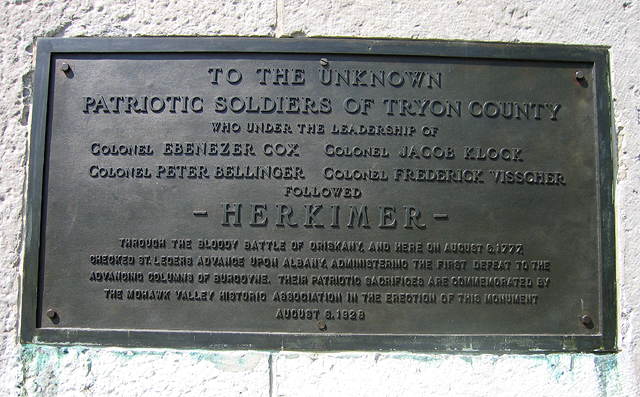 TO THE UNKNOWN
PATRIOTIC SOLDIERS OF TRYON COUNTY
WHO UNDER THE LEADERSHIP OF
COLONEL EBENEZER COX COLONEL JACOB KLOCK
COLONEL PETER BELLINGER COLONEL FREDERICK VISSCHER
FOLLOWED
- HERKIMER -
THROUGH THE BLOODY BATTLE OF ORISKANY, AND HERE ON AUGUST 6, 1777,
CHECKED ST. LEGERS ADVANCE UPON ALBANY, ADMINISTERING THE FIRST DEFEAT TO THE
ADVANCING COLUMNS OF BURGOYNE. THEIR PATRIOTIC SACRIFICES ARE COMMEMORATED BY
THE MOHAWK VALLEY HISTORIC ASSOCIATION IN THE ERECTION OF THIS MONUMENT
AUGUST 6, 1928